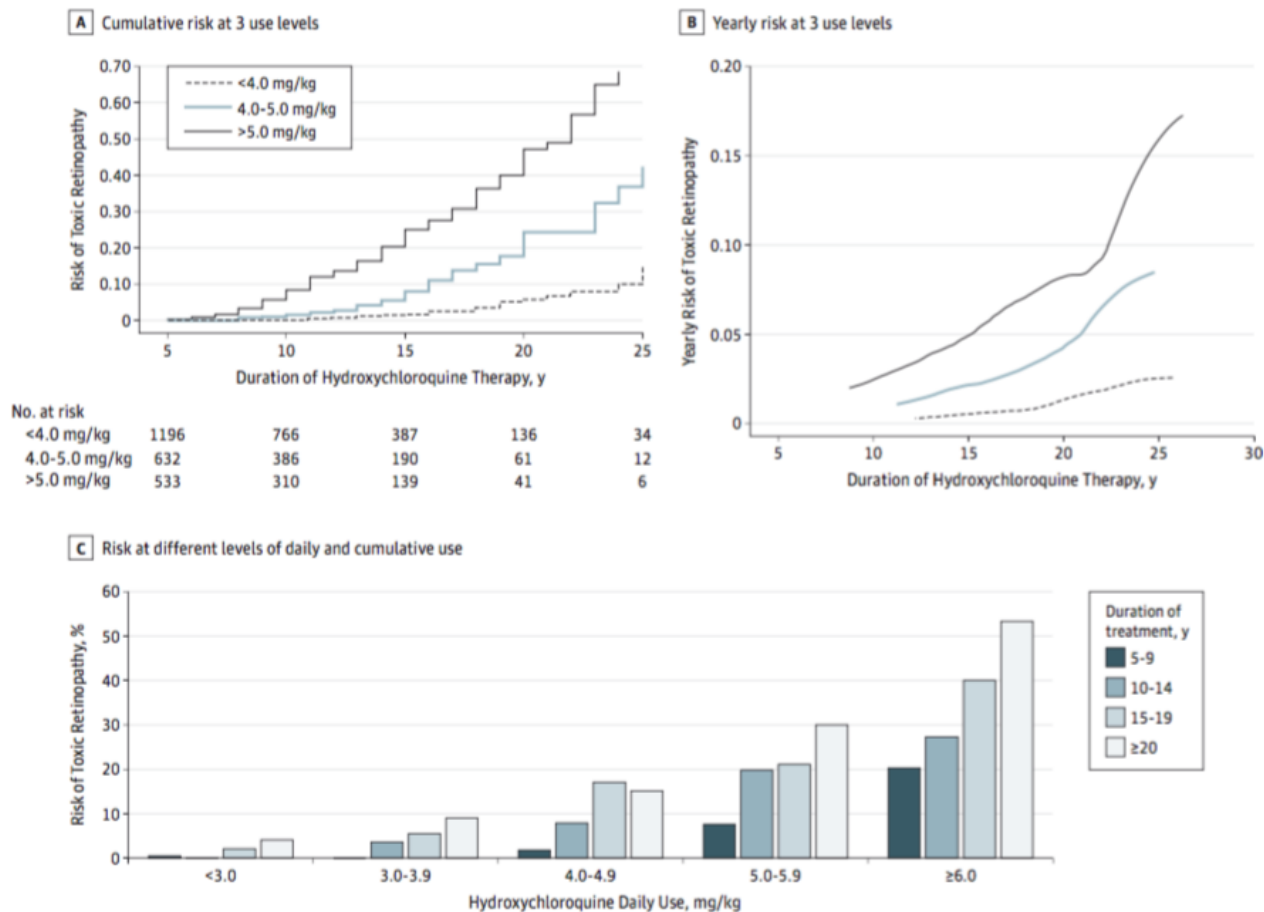 A Cumulative risk at 3 use levels
Risk of Toxic Retinopathy
0.70
0.60
0.50
0.40
0.30
0.20
0.10
0
<4.0 mg/kg
4.0-5.0 mg/kg
>5.0 mg/kg
5 10 15 20 25
Duration of Hydroxychloroquine Therapy, y
No. at risk
<4.0 mg/kg 1196 766 387 136 34
4.0-5.0 mg/kg 632 386 190 61 12
>5.0 mg/kg 533 310 139 41 6
B Yearly risk at 3 use levels
Yearly Risk of Toxic Retinopathy
0.20
0.15
0.10
0.05
0
5 10 15 20 25 30
Duration of Hydroxychloroquine Therapy, y
C Risk at different levels of daily and cumulative use
Risk of Toxic Retinopathy, %
60
50
40
30
20
10
0
<3.0 3.0-3.9 4.0-4.9 5.0-5.9 ≥6.0
Hydroxychloroquine Daily Use, mg/kg
Duration of
treatment, y
5-9
10-14
15-19
≥20